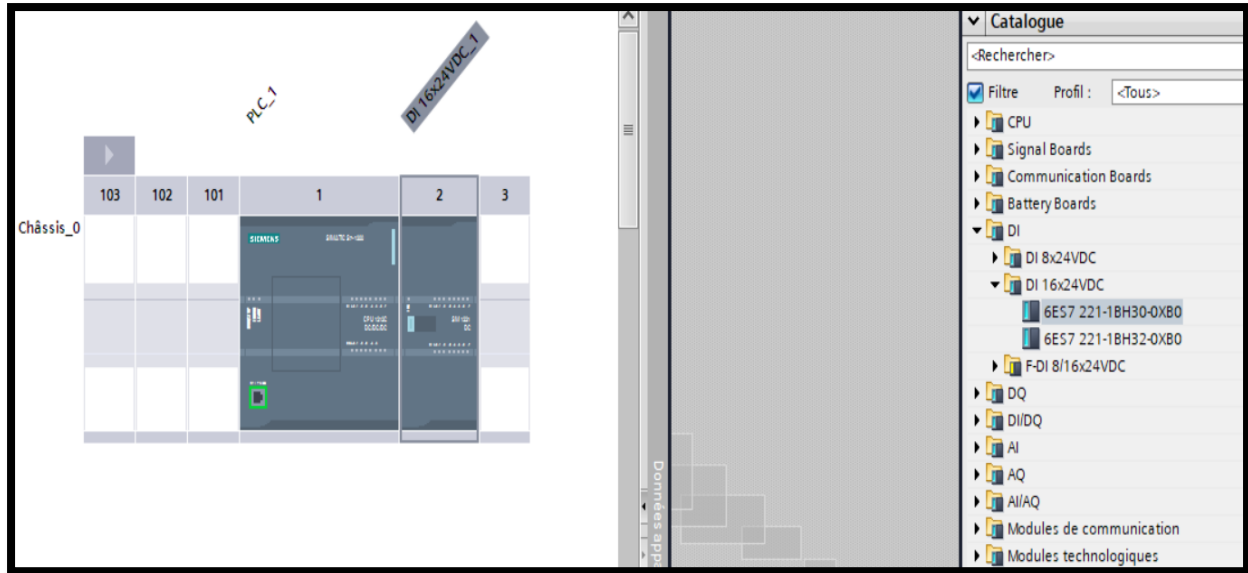 PLC_1
DI 16x24VDC_1
103 102 101 1 2 3
Châssis_0
SIEMENS
Données appa
Catalogue
<Rechercher>
Filtre Profil : <Tous>
CPU
Signal Boards
Communication Boards
Battery Boards
DI
DI 8x24VDC
DI 16x24VDC
6ES7 221-1BH30-0XB0
6ES7 221-1BH32-0XB0
F-DI 8/16x24VDC
DQ
DI/DQ
AI
AQ
AI/AQ
Modules de communication
Modules technologiques